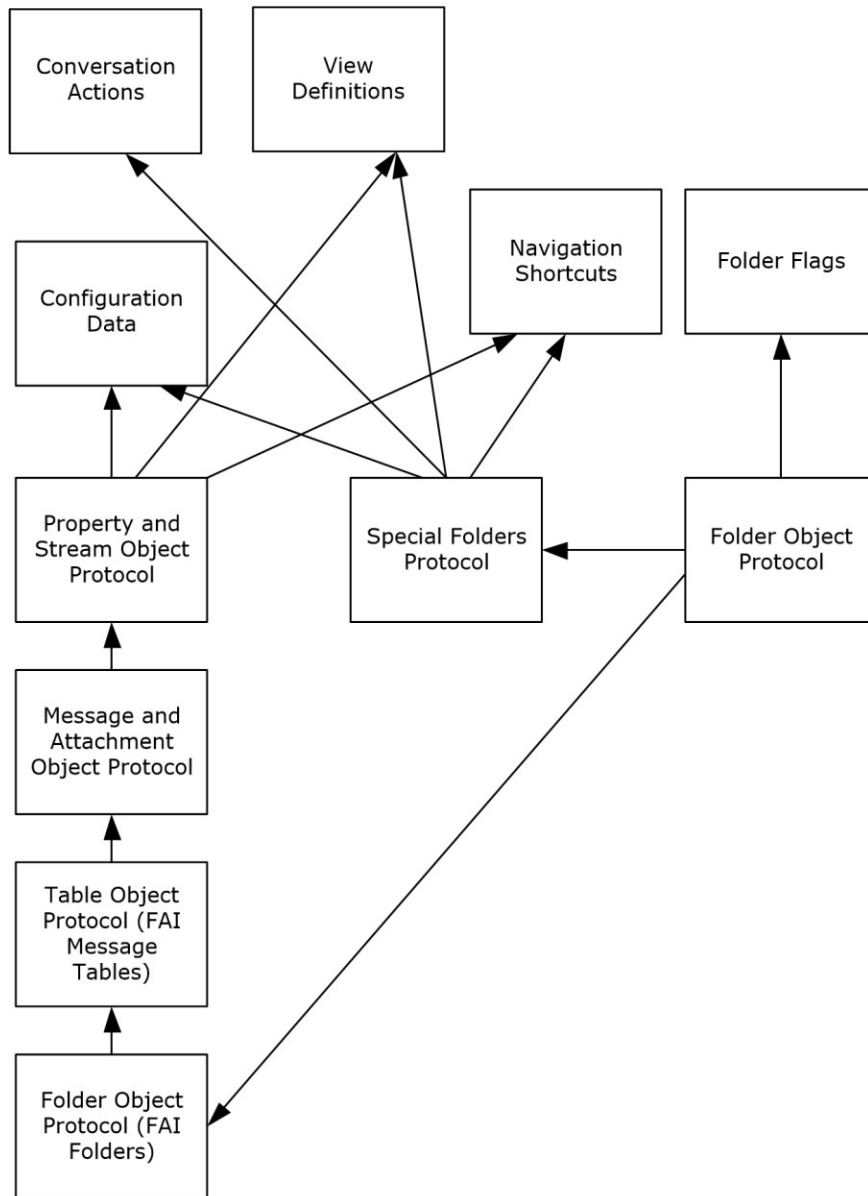 Conversation
Actions
View
Definitions
Navigation
Shortcuts
Folder Flags
Configuration
Data
Property and
Stream Object
Protocol
Special Folders
Protocol
Folder Object
Protocol
Message and
Attachment
Object Protocol
Table Object
Protocol (FAI
Message
Tables)
Folder Object
Protocol (FAI
Folders)